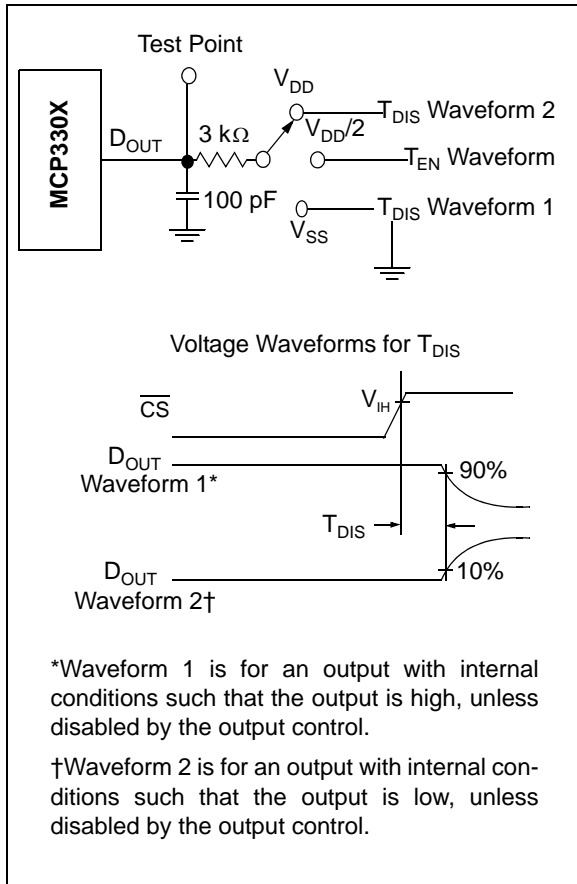 Test Point
V_DD
MCP330X
D_OUT
3 kΩ
T_DIS Waveform 2
V_DD/2
T_EN Waveform
100 pF
T_DIS Waveform 1
V_SS
Voltage Waveforms for T_DIS
CS
V_IH
D_OUT
Waveform 1*
90%
T_DIS
D_OUT
Waveform 2†
10%
*Waveform 1 is for an output with internal
conditions such that the output is high, unless
disabled by the output control.
†Waveform 2 is for an output with internal con-
ditions such that the output is low, unless
disabled by the output control.